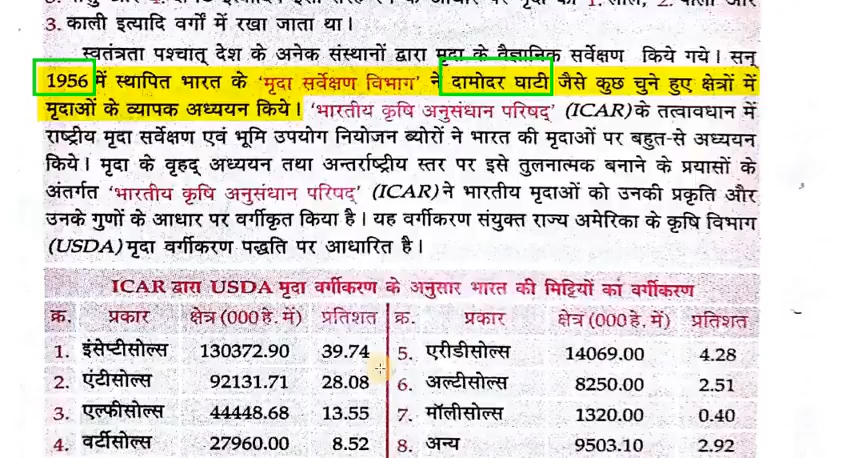 3. काली इत्यादि वर्गों में रखा जाता था।
स्वतंत्रता पश्चात् देश के अनेक संस्थानों द्वारा मृदा के वैज्ञानिक सर्वेक्षण किये गये। सन्
1956 में स्थापित भारत के 'मृदा सर्वेक्षण विभाग' ने दामोदर घाटी जैसे कुछ चुने हुए क्षेत्रों में
मृदाओं के व्यापक अध्ययन किये। 'भारतीय कृषि अनुसंधान परिषद्' (ICAR) के तत्वावधान में
राष्ट्रीय मृदा सर्वेक्षण एवं भूमि उपयोग नियोजन ब्योरों ने भारत की मृदाओं पर बहुत-से अध्ययन
किये। मृदा के वृहद् अध्ययन तथा अन्तर्राष्ट्रीय स्तर पर इसे तुलनात्मक बनाने के प्रयासों के
अंतर्गत 'भारतीय कृषि अनुसंधान परिषद्' (ICAR) ने भारतीय मृदाओं को उनकी प्रकृति और
उनके गुणों के आधार पर वर्गीकृत किया है। यह वर्गीकरण संयुक्त राज्य अमेरिका के कृषि विभाग
(USDA) मृदा वर्गीकरण पद्धति पर आधारित है।
ICAR द्वारा USDA मृदा वर्गीकरण के अनुसार भारत की मिट्टियों का वर्गीकरण
क्र. प्रकार क्षेत्र (000 हे. में) प्रतिशत क्र. प्रकार क्षेत्र (000 हे. में) प्रतिशत
1. इंसेप्टीसोल्स 130372.90 39.74 5. एरीडीसोल्स 14069.00 4.28
2. एंटीसोल्स 92131.71 28.08 6. अल्टीसोल्स 8250.00 2.51
3. एल्फीसोल्स 44448.68 13.55 7. मॉलीसोल्स 1320.00 0.40
4. वर्टीसोल्स 27960.00 8.52 8. अन्य 9503.10 2.92